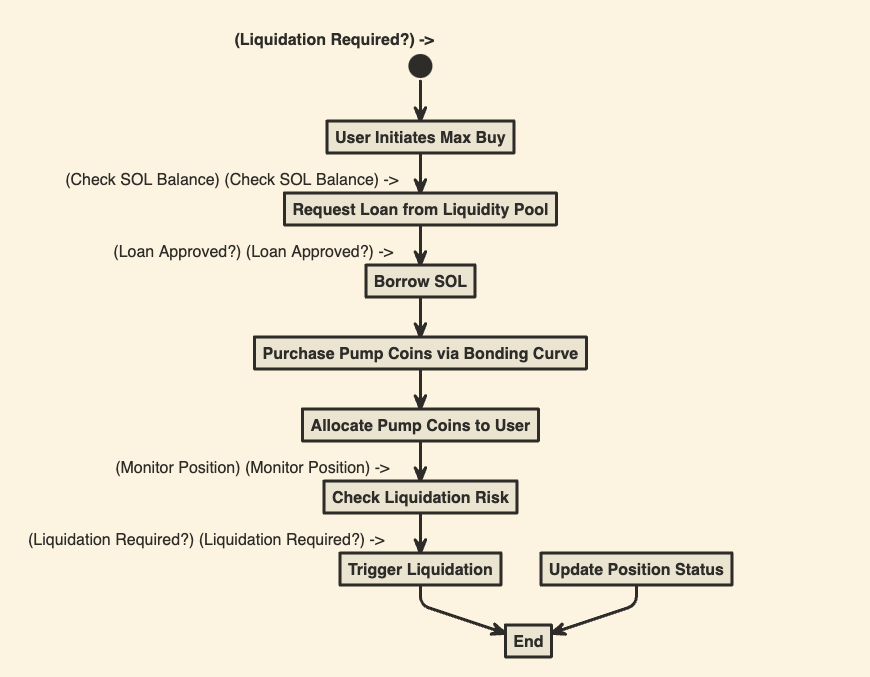 (Liquidation Required?) ->
User Initiates Max Buy
(Check SOL Balance) (Check SOL Balance) ->
Request Loan from Liquidity Pool
(Loan Approved?) (Loan Approved?) ->
Borrow SOL
Purchase Pump Coins via Bonding Curve
Allocate Pump Coins to User
(Monitor Position) (Monitor Position) ->
Check Liquidation Risk
(Liquidation Required?) (Liquidation Required?) ->
Trigger Liquidation
Update Position Status
End